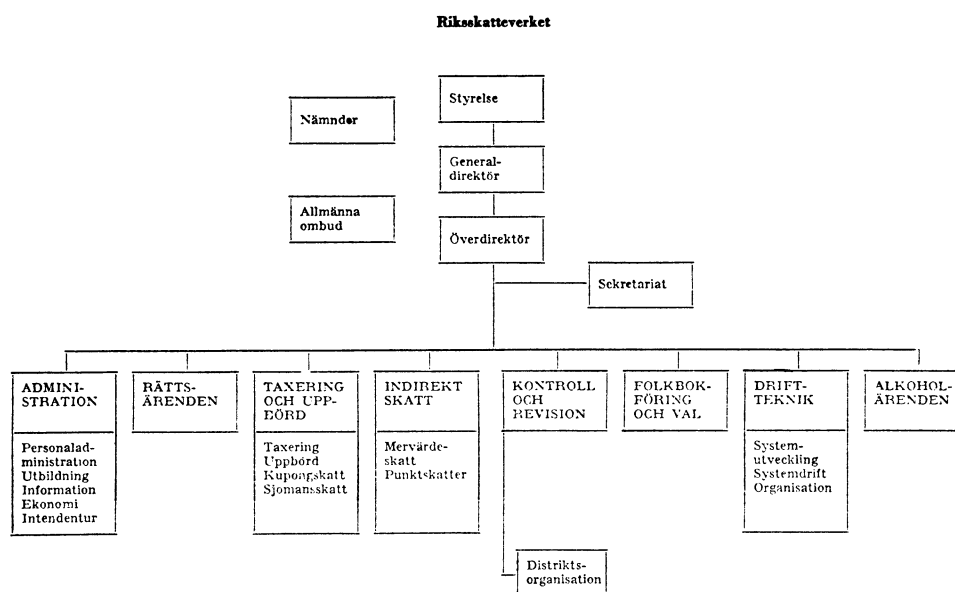 Riksskatteverket
Styrelse
Nämnder
General-
direktör
Allmänna
ombud
Överdirektör
Sekretariat
ADMINI-
STRATION
Personalad-
ministration
Utbildning
Information
Ekonomi
Intendentur
RÄTTS-
ÄRENDEN
TAXERING
OCH UPP-
BÖRD
Taxering
Uppbörd
Kupongskatt
Sjömansskatt
INDIREKT
SKATT
Mervärde-
skatt
Punktskatter
KONTROLL
OCH
REVISION
Distrikts-
organisation
FOLKBOK-
FÖRING
OCH VAL
DRIFT-
TEKNIK
System-
utveckling
Systemdrift
Organisation
ALKOHOL-
ÄRENDEN